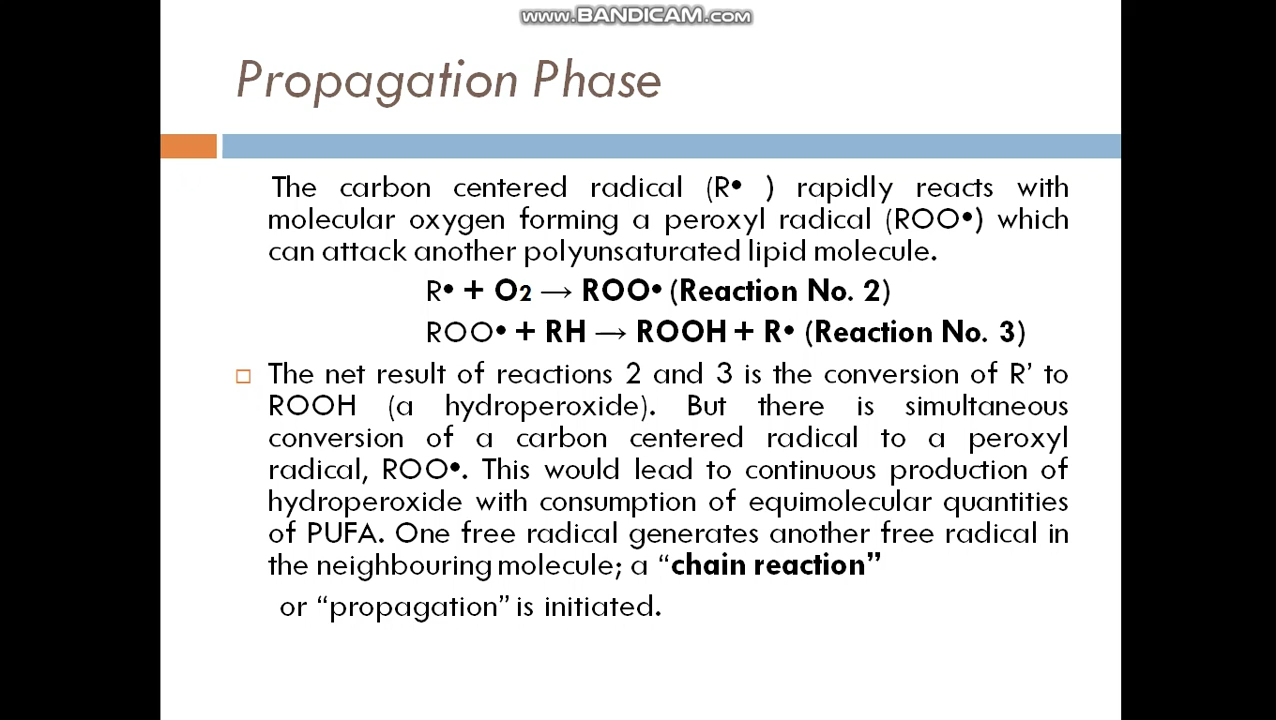 www.BANDICAM.com
Propagation Phase
The carbon centered radical (R• ) rapidly reacts with
molecular oxygen forming a peroxyl radical (ROO•) which
can attack another polyunsaturated lipid molecule.
R• + O2 → ROO• (Reaction No. 2)
ROO• + RH → ROOH + R• (Reaction No. 3)
The net result of reactions 2 and 3 is the conversion of R’ to
ROOH (a hydroperoxide). But there is simultaneous
conversion of a carbon centered radical to a peroxyl
radical, ROO•. This would lead to continuous production of
hydroperoxide with consumption of equimolecular quantities
of PUFA. One free radical generates another free radical in
the neighbouring molecule; a “chain reaction”
or “propagation” is initiated.